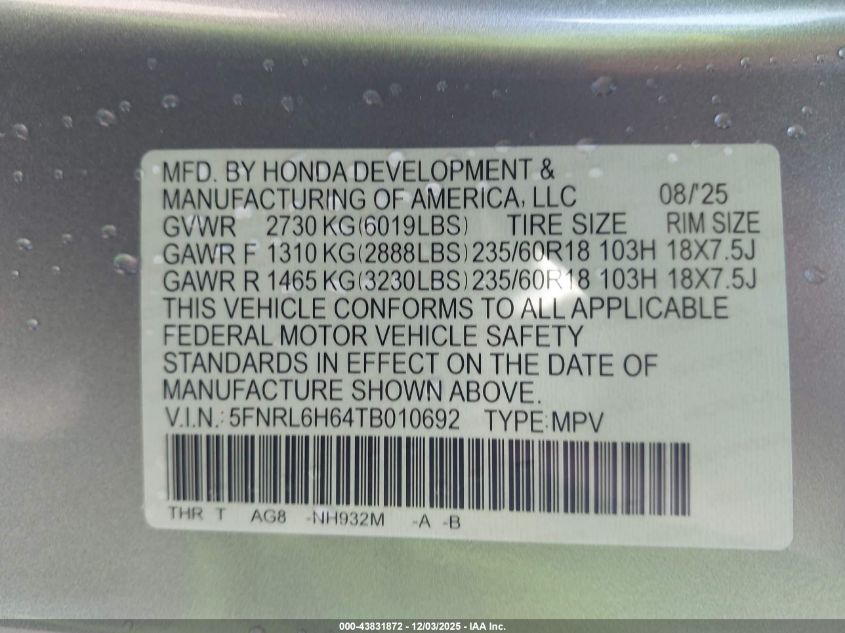 MFD. BY HONDA DEVELOPMENT &
MANUFACTURING OF AMERICA, LLC 08/'25
GVWR 2730 KG(6019LBS) TIRE SIZE RIM SIZE
GAWR F 1310 KG(2888LBS) 235/60R18 103H 18X7.5J
GAWR R 1465 KG(3230LBS) 235/60R18 103H 18X7.5J
THIS VEHICLE CONFORMS TO ALL APPLICABLE
FEDERAL MOTOR VEHICLE SAFETY
STANDARDS IN EFFECT ON THE DATE OF
MANUFACTURE SHOWN ABOVE.
V.I.N.: 5FNRL6H64TB010692 TYPE:MPV
THR T AG8 -NH932M -A -B
000-43831872 - 12/03/2025 - IAA Inc.